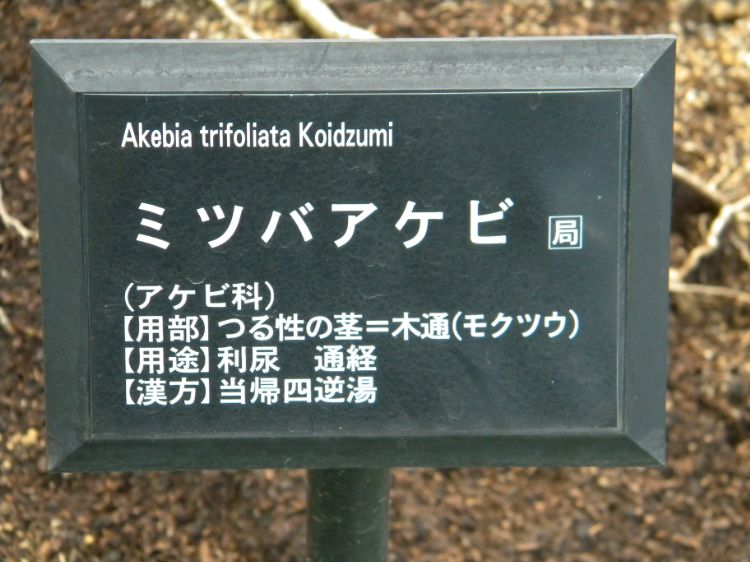 Akebia trifoliata Koidzumi
ミツバアケビ 局
(アケビ科)
【用部】つる性の茎＝木通(モクツウ)
【用途】利尿　通経
【漢方】当帰四逆湯